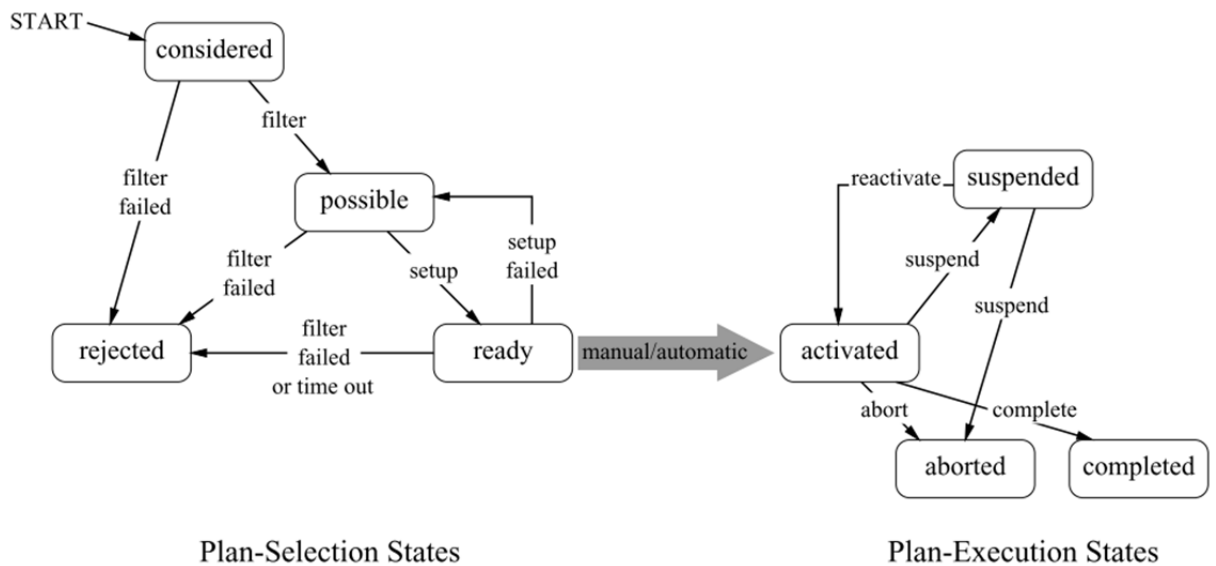 START
considered
filter
filter
failed
possible
filter
failed
setup
setup
failed
rejected
filter
failed
or time out
ready
manual/automatic
reactivate
suspended
suspend
suspend
activated
abort
complete
aborted
completed
Plan-Selection States
Plan-Execution States